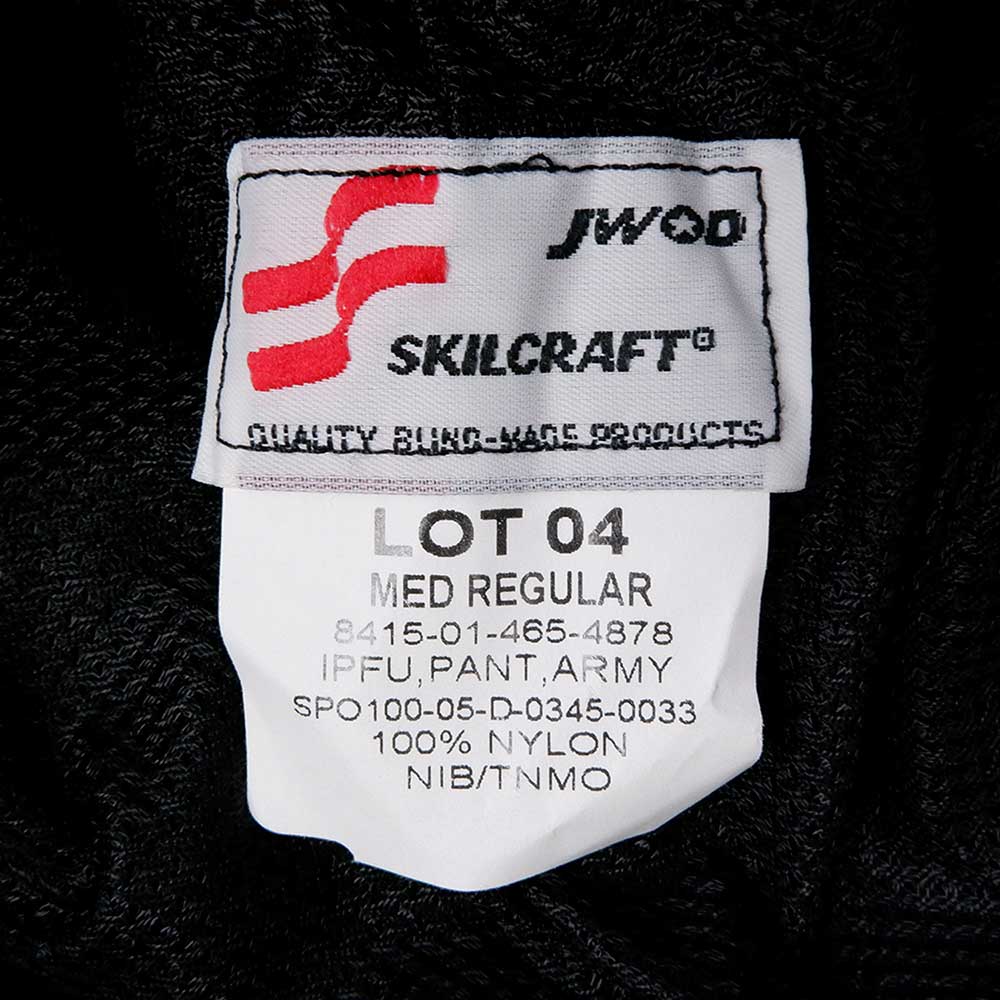 JWOD
SKILCRAFT®
QUALITY BLIND-MADE PRODUCTS
LOT 04
MED REGULAR
8415-01-465-4878
IPFU,PANT,ARMY
SPO100-05-D-0345-0033
100% NYLON
NIB/TNMO